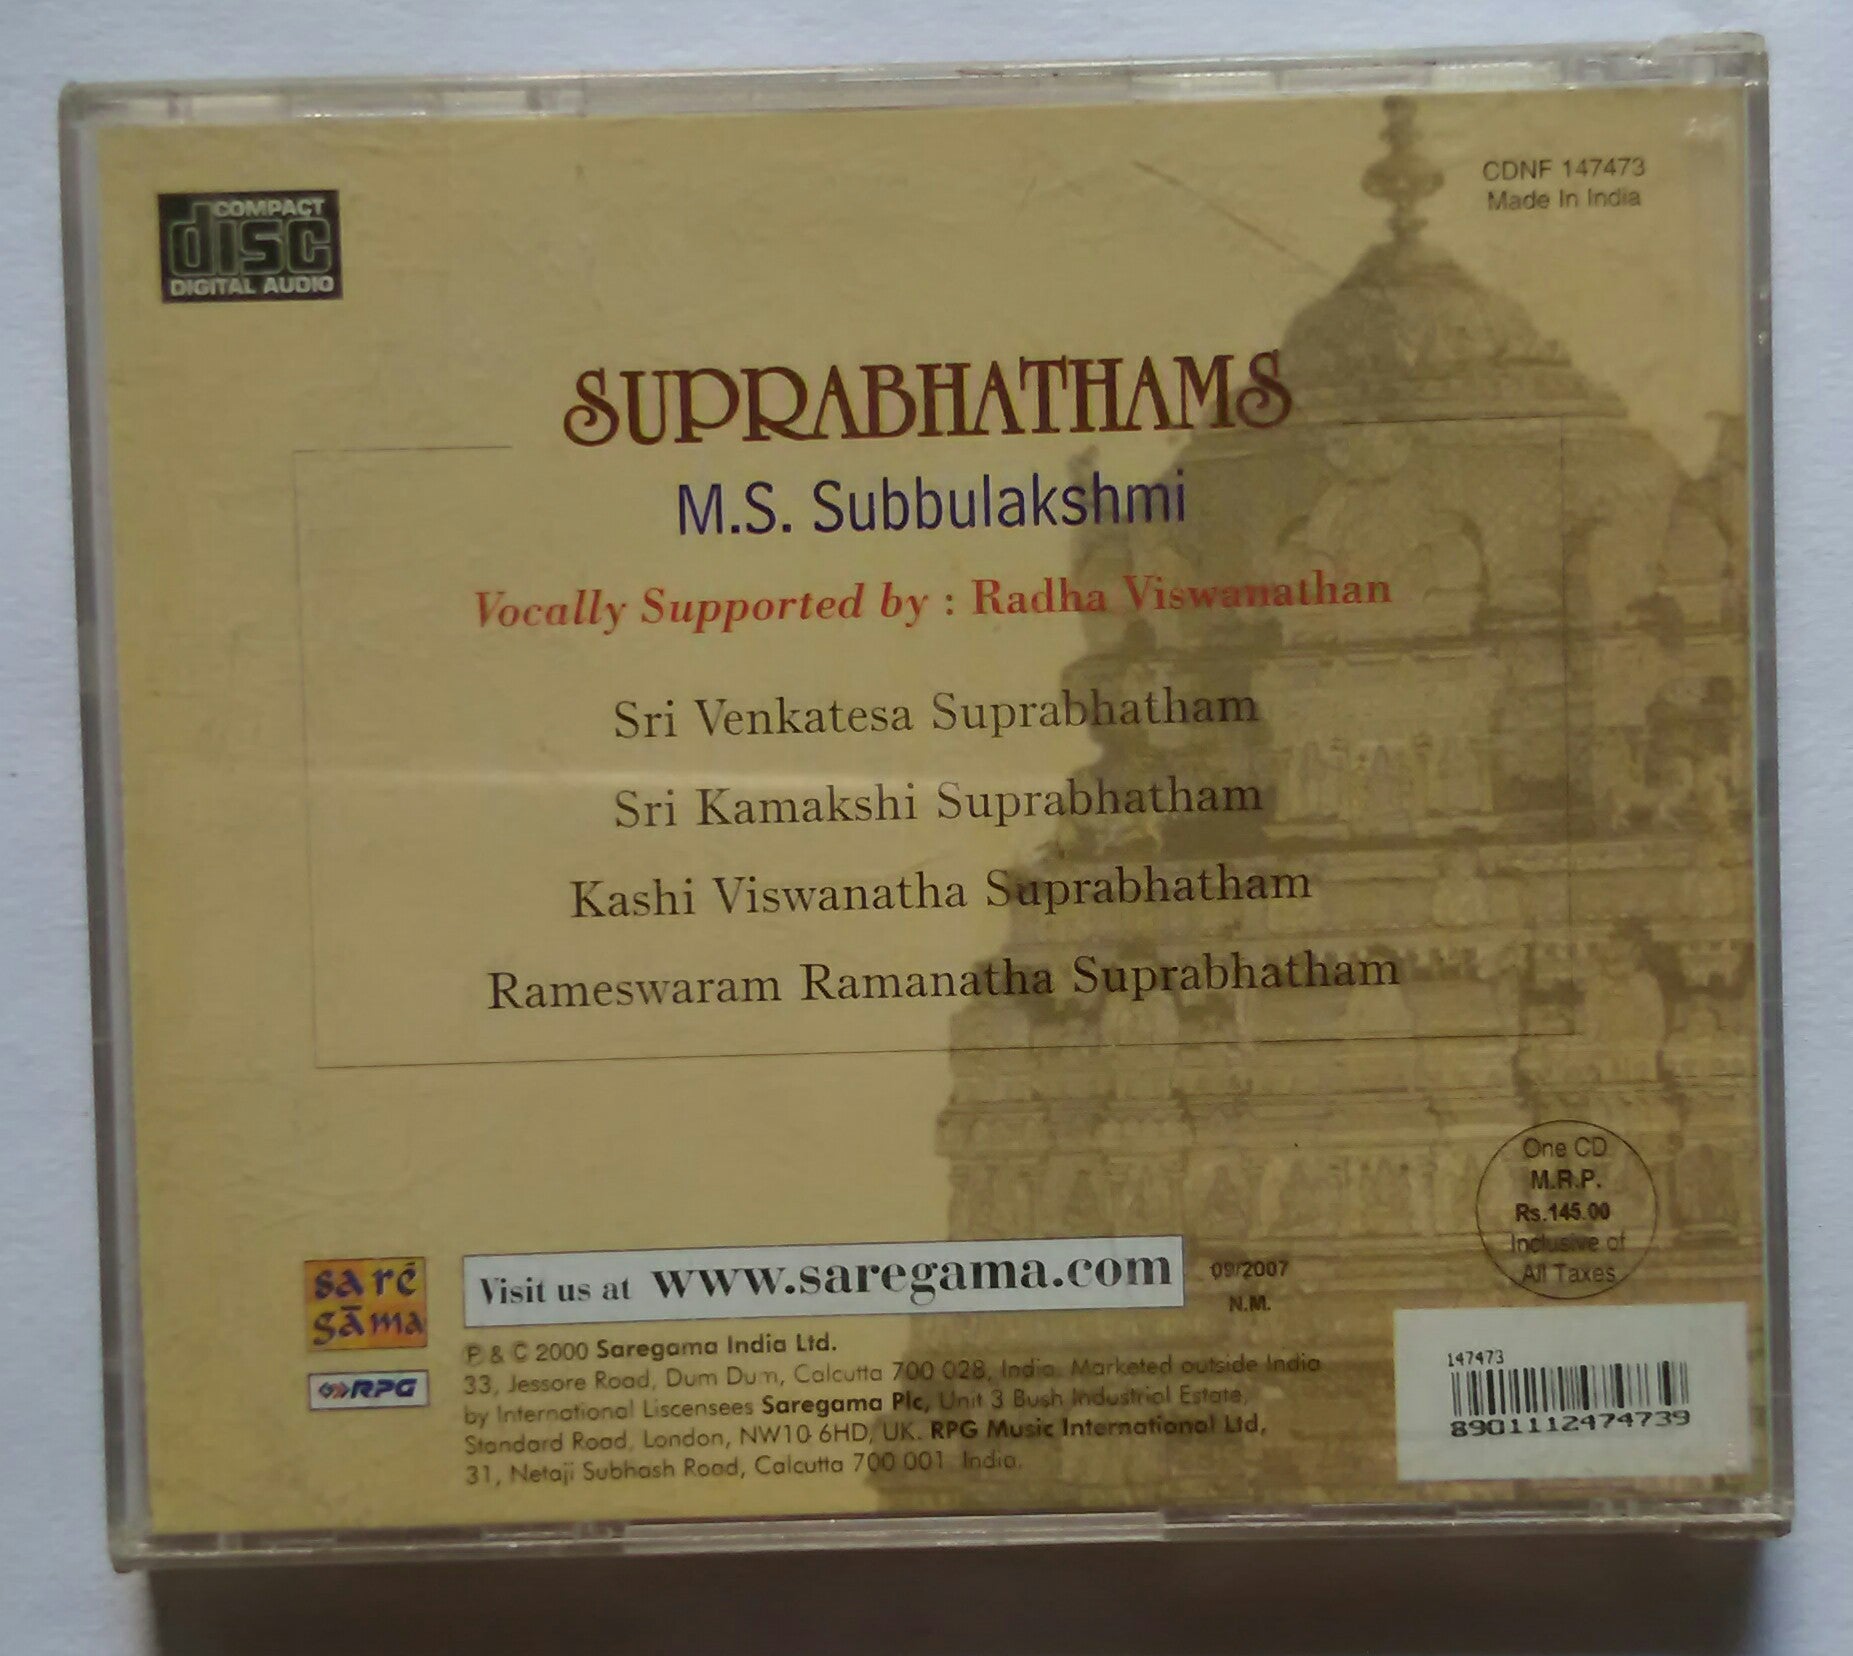 COMPACT
disc
DIGITAL AUDIO
CDNF 147473
Made In India
SUPRABHATHAMS
M.S. Subbulakshmi
Vocally Supported by : Radha Viswanathan
Sri Venkatesa Suprabhatham
Sri Kamakshi Suprabhatham
Kashi Viswanatha Suprabhatham
Rameswaram Ramanatha Suprabhatham
One CD
M.R.P.
Rs.145.00
Inclusive of
All Taxes
sa rē
gāma
RPG
Visit us at www.saregama.com
09/2007
N.M.
P & C 2000 Saregama India Ltd.
33, Jessore Road, Dum Dum, Calcutta 700 028, India. Marketed outside India
by International Liscensees Saregama Plc, Unit 3 Bush Industrial Estate,
Standard Road, London, NW10 6HD, UK. RPG Music International Ltd,
31, Netaji Subhash Road, Calcutta 700 001. India.
147473
8901112474739